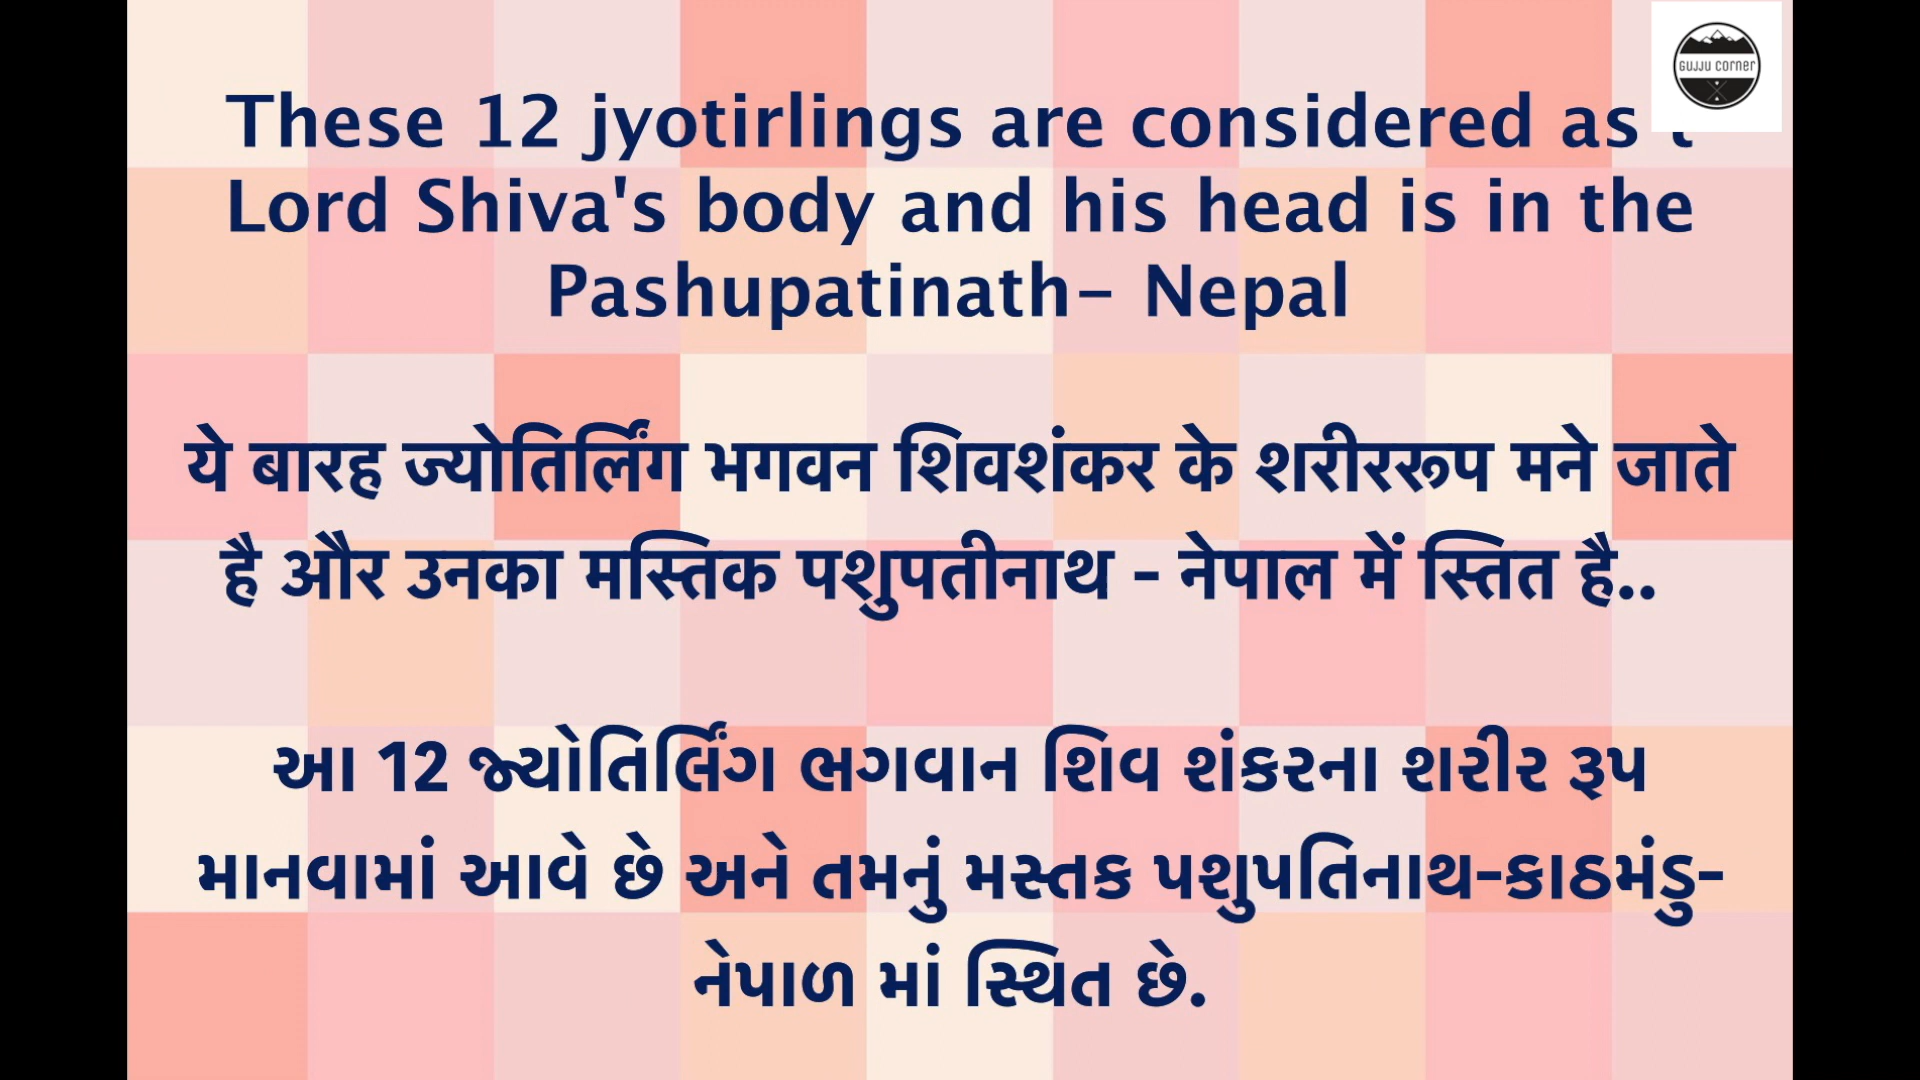 GUJJU CORNER
These 12 jyotirlings are considered as
Lord Shiva's body and his head is in the
Pashupatinath- Nepal
ये बारह ज्योतिर्लिंग भगवन शिवशंकर के शरीररूप मने जाते
है और उनका मस्तिक पशुपतीनाथ - नेपाल में स्तित है..
આ 12 જ્યોતિર્લિંગ ભગવાન શિવ શંકરના શરીર રૂપ
માનવામાં આવે છે અને તમનું મસ્તક પશુપતિનાથ-કાઠમંડુ-
નેપાળ માં સ્થિત છે.